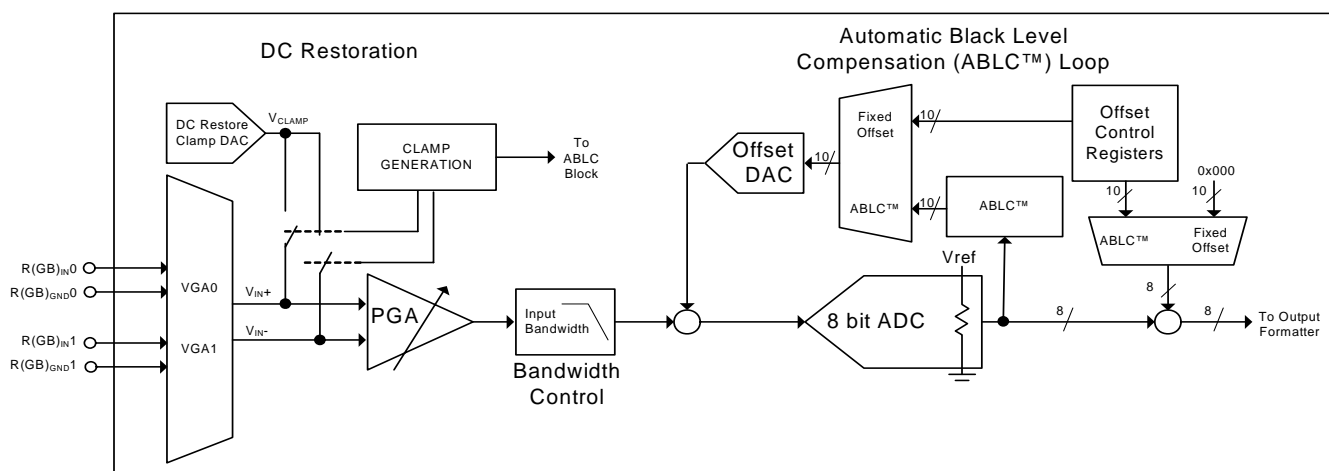 DC Restoration
Automatic Black Level
Compensation (ABLC™) Loop
DC Restore
Clamp DAC
VCLAMP
CLAMP
GENERATION
To
ABLC
Block
Offset
DAC
10
Fixed
Offset
ABLC™
10
10
Offset
Control
Registers
ABLC™
10
0x000
10
ABLC™
Fixed
Offset
8
R(GB)IN0
R(GB)GND0
R(GB)IN1
R(GB)GND1
VGA0
VGA1
VIN+
VIN-
PGA
Input
Bandwidth
Bandwidth
Control
8 bit ADC
Vref
8
8
To Output
Formatter